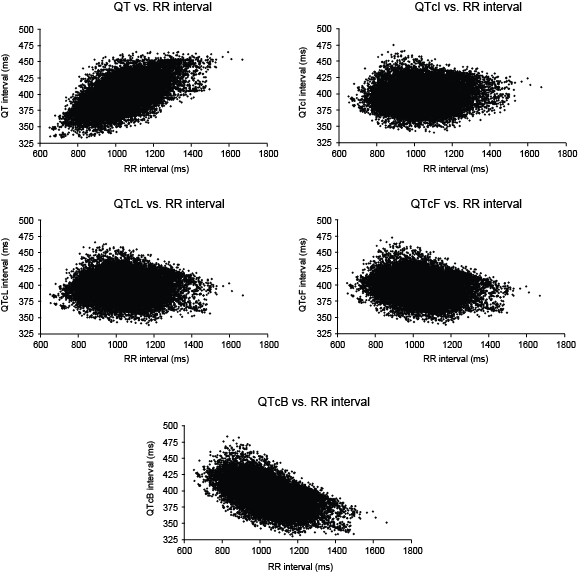 QT vs. RR interval
500
475
450
425
400
375
350
325
QT interval (ms)
600 800 1000 1200 1400 1600 1800
RR interval (ms)
QTcI vs. RR interval
500
475
450
425
400
375
350
325
QTcI interval (ms)
600 800 1000 1200 1400 1600 1800
RR interval (ms)
QTcL vs. RR interval
500
475
450
425
400
375
350
325
QTcL interval (ms)
600 800 1000 1200 1400 1600 1800
RR interval (ms)
QTcF vs. RR interval
500
475
450
425
400
375
350
325
QTcF interval (ms)
600 800 1000 1200 1400 1600 1800
RR interval (ms)
QTcB vs. RR interval
500
475
450
425
400
375
350
325
QTcB interval (ms)
600 800 1000 1200 1400 1600 1800
RR interval (ms)